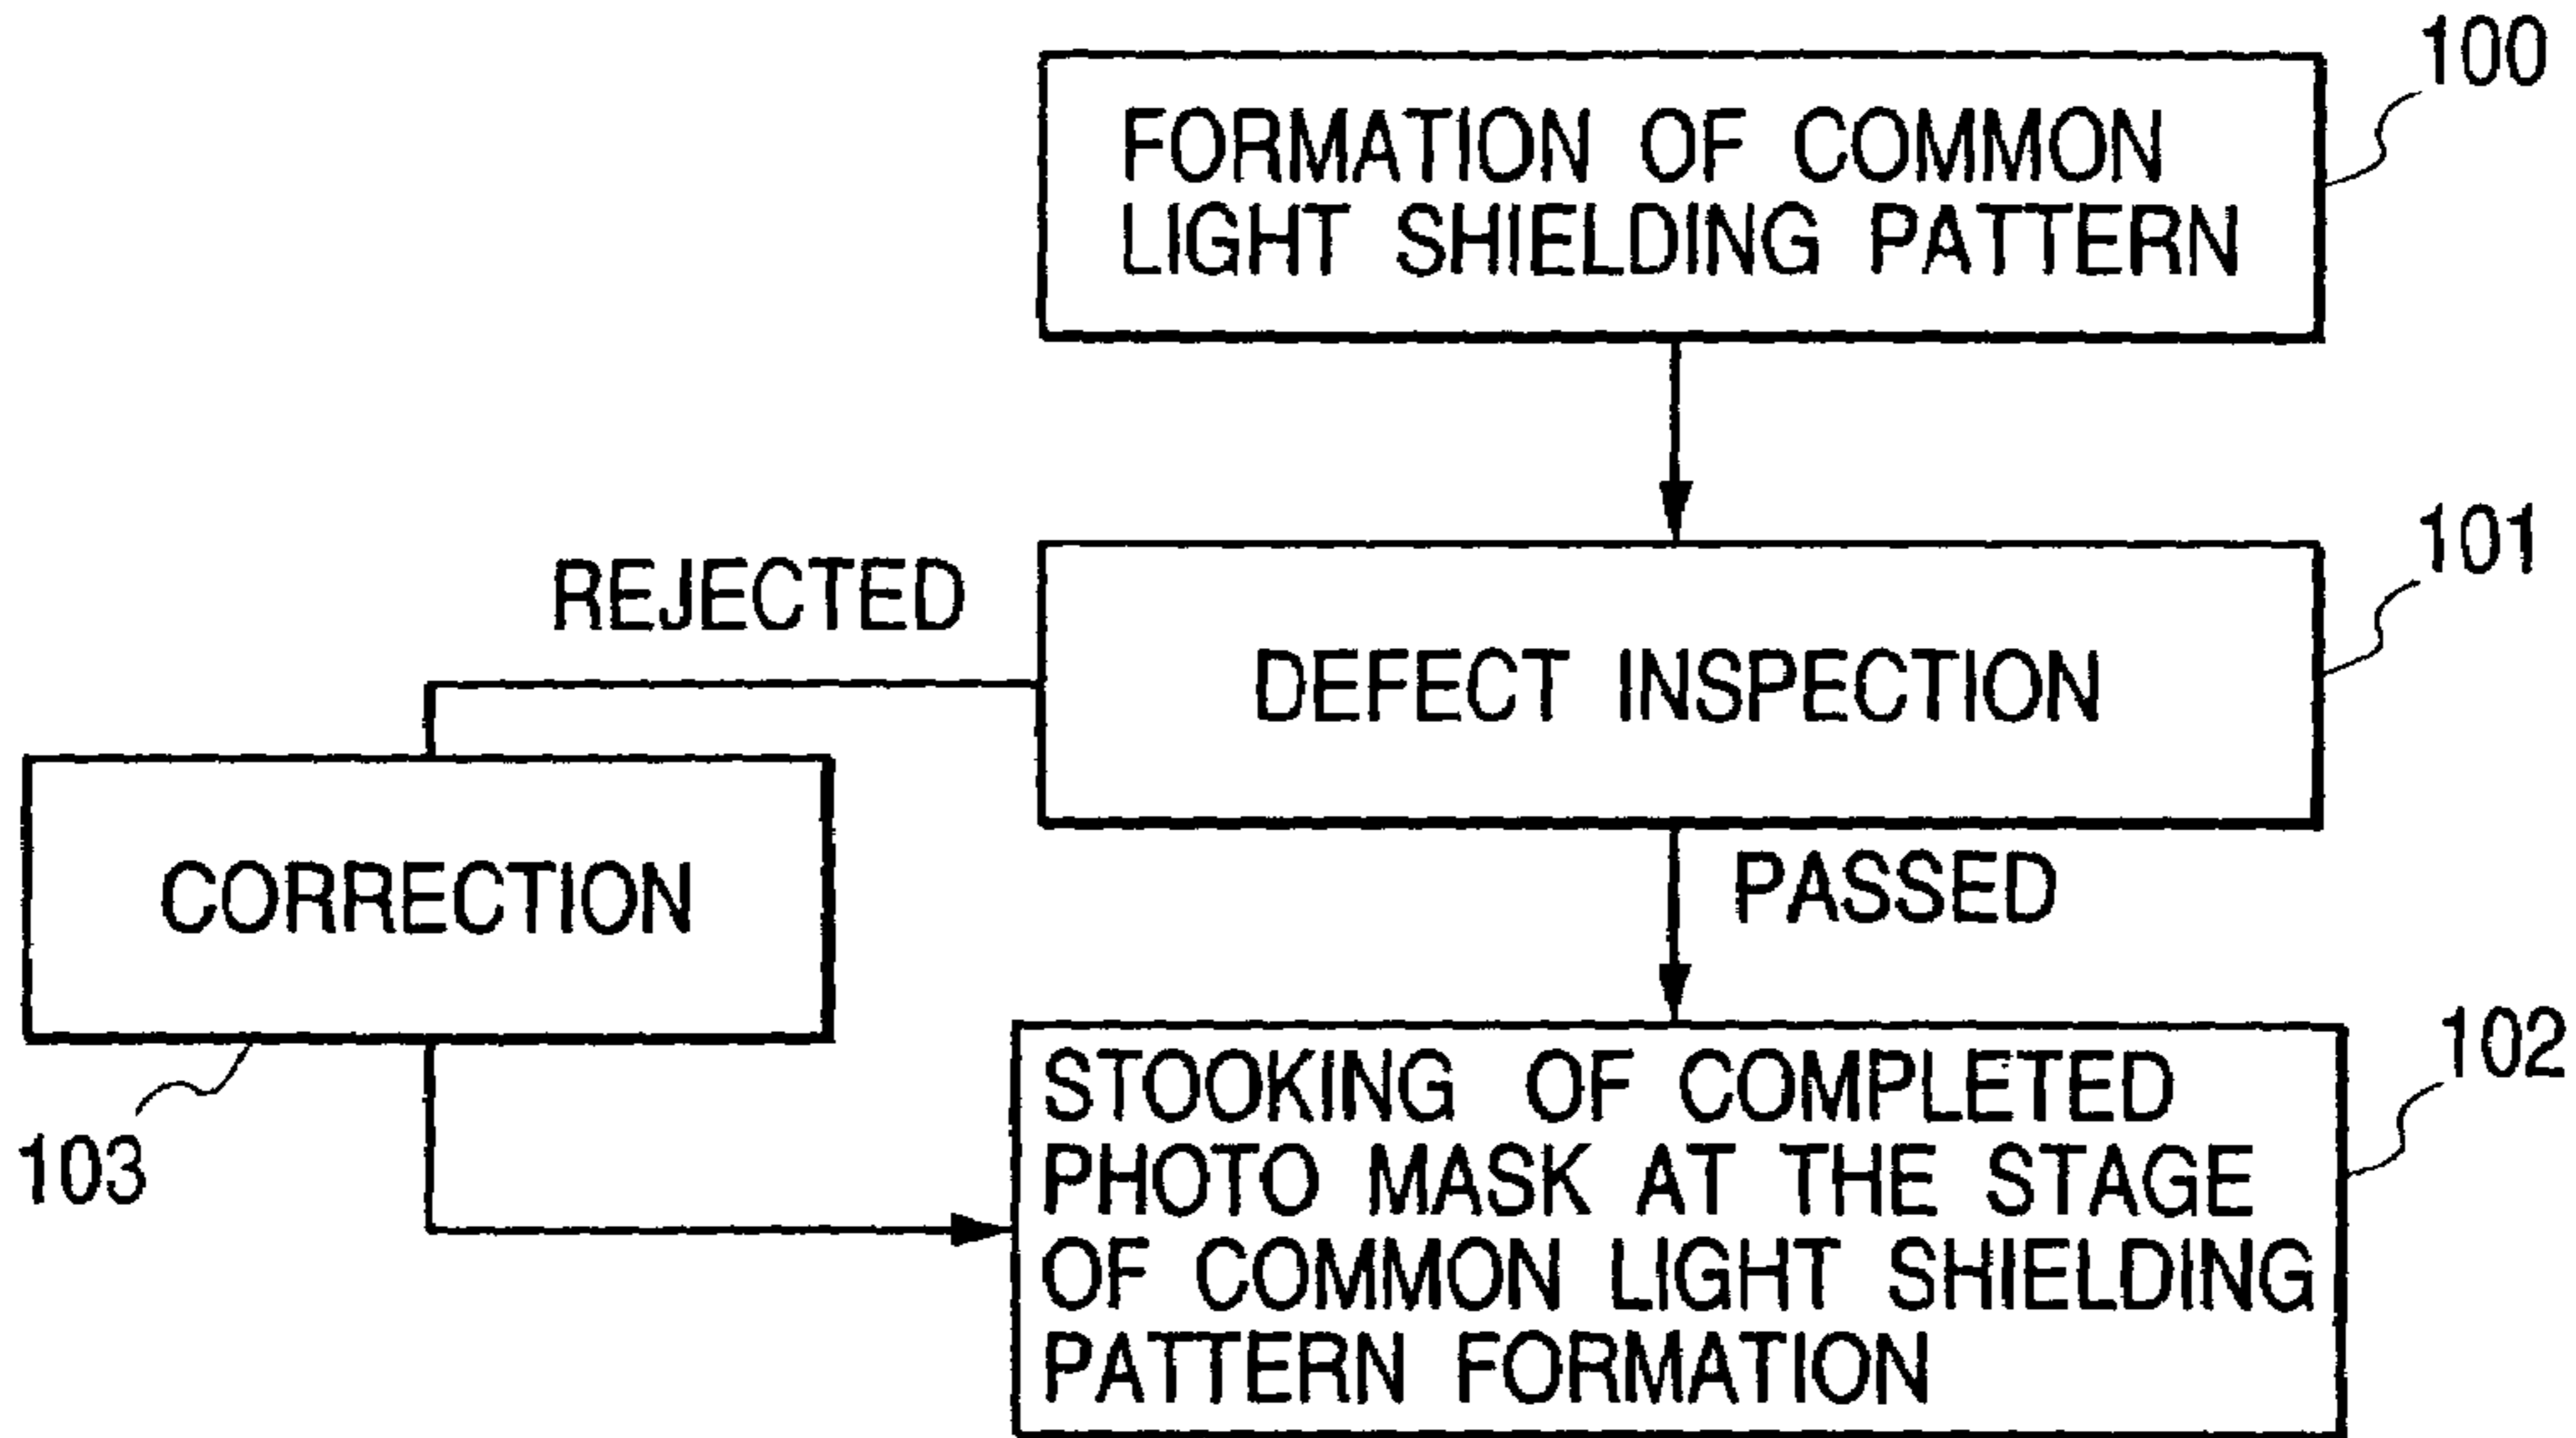 100
FORMATION OF COMMON
LIGHT SHIELDING PATTERN
101
REJECTED
DEFECT INSPECTION
PASSED
CORRECTION
103
102
STOOKING OF COMPLETED
PHOTO MASK AT THE STAGE
OF COMMON LIGHT SHIELDING
PATTERN FORMATION